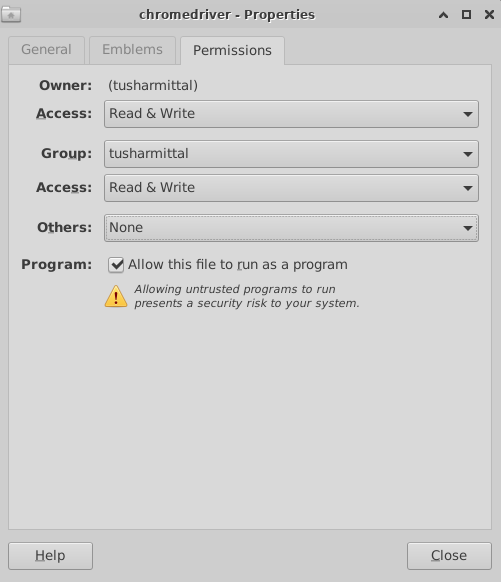 chromedriver - Properties
General Emblems Permissions
Owner: (tusharmittal)
Access: Read & Write
Group: tusharmittal
Access: Read & Write
Others: None
Program: Allow this file to run as a program
Allowing untrusted programs to run
presents a security risk to your system.
Help Close